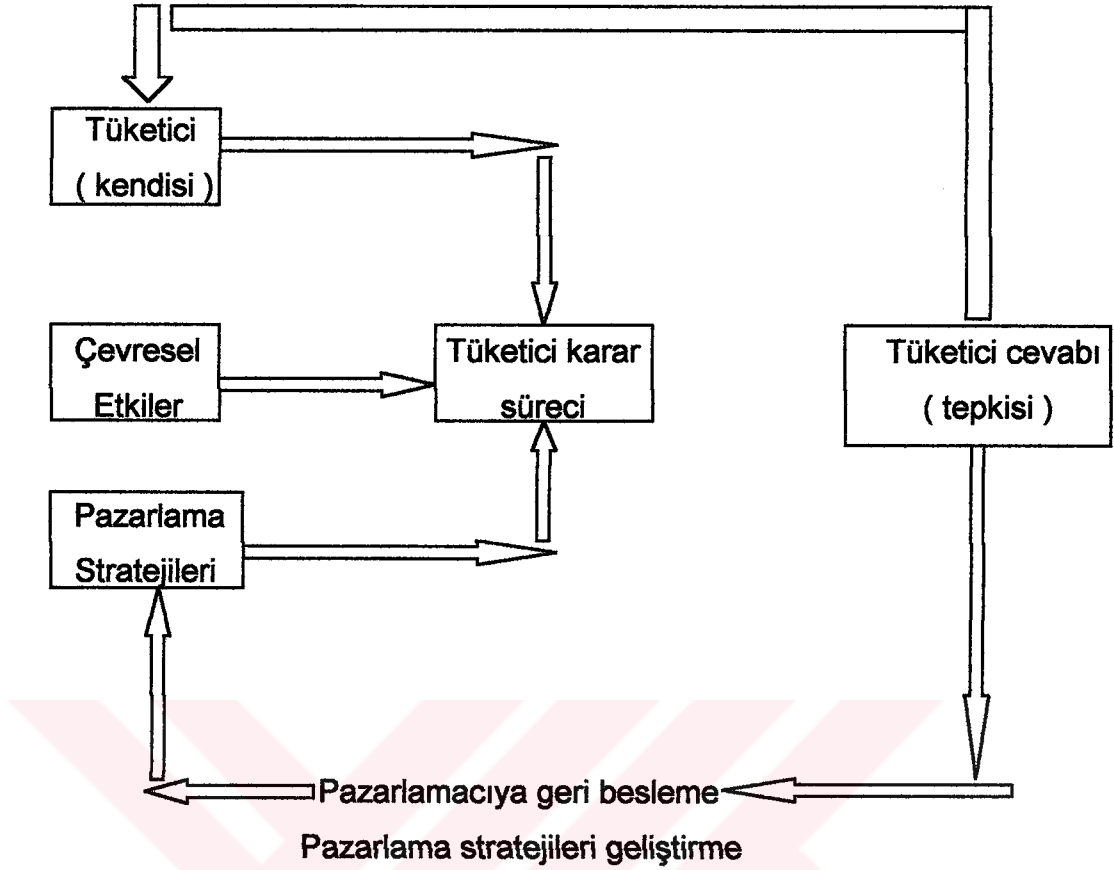 Tüketici
( kendisi )
Çevresel
Etkiler
Tüketici karar
süreci
Tüketici cevabı
( tepkisi )
Pazarlama
Stratejileri
Pazarlamacıya geri besleme
Pazarlama stratejileri geliştirme